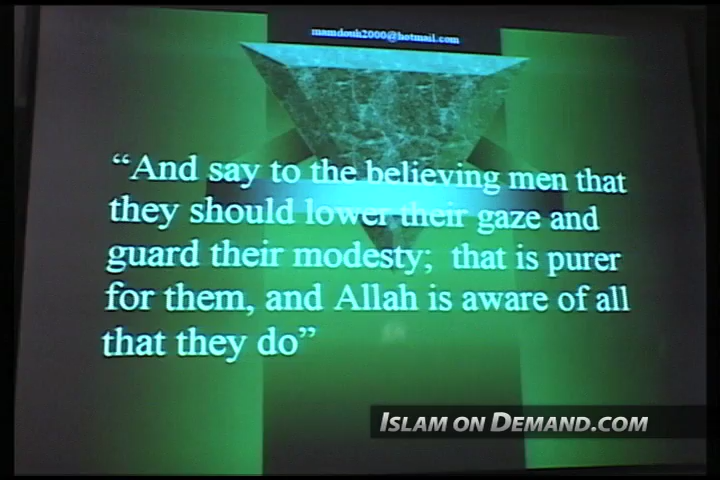 mamdouh2000@hotmail.com
“And say to the believing men that
they should lower their gaze and
guard their modesty;  that is purer
for them, and Allah is aware of all
that they do”
ISLAM ON DEMAND.COM